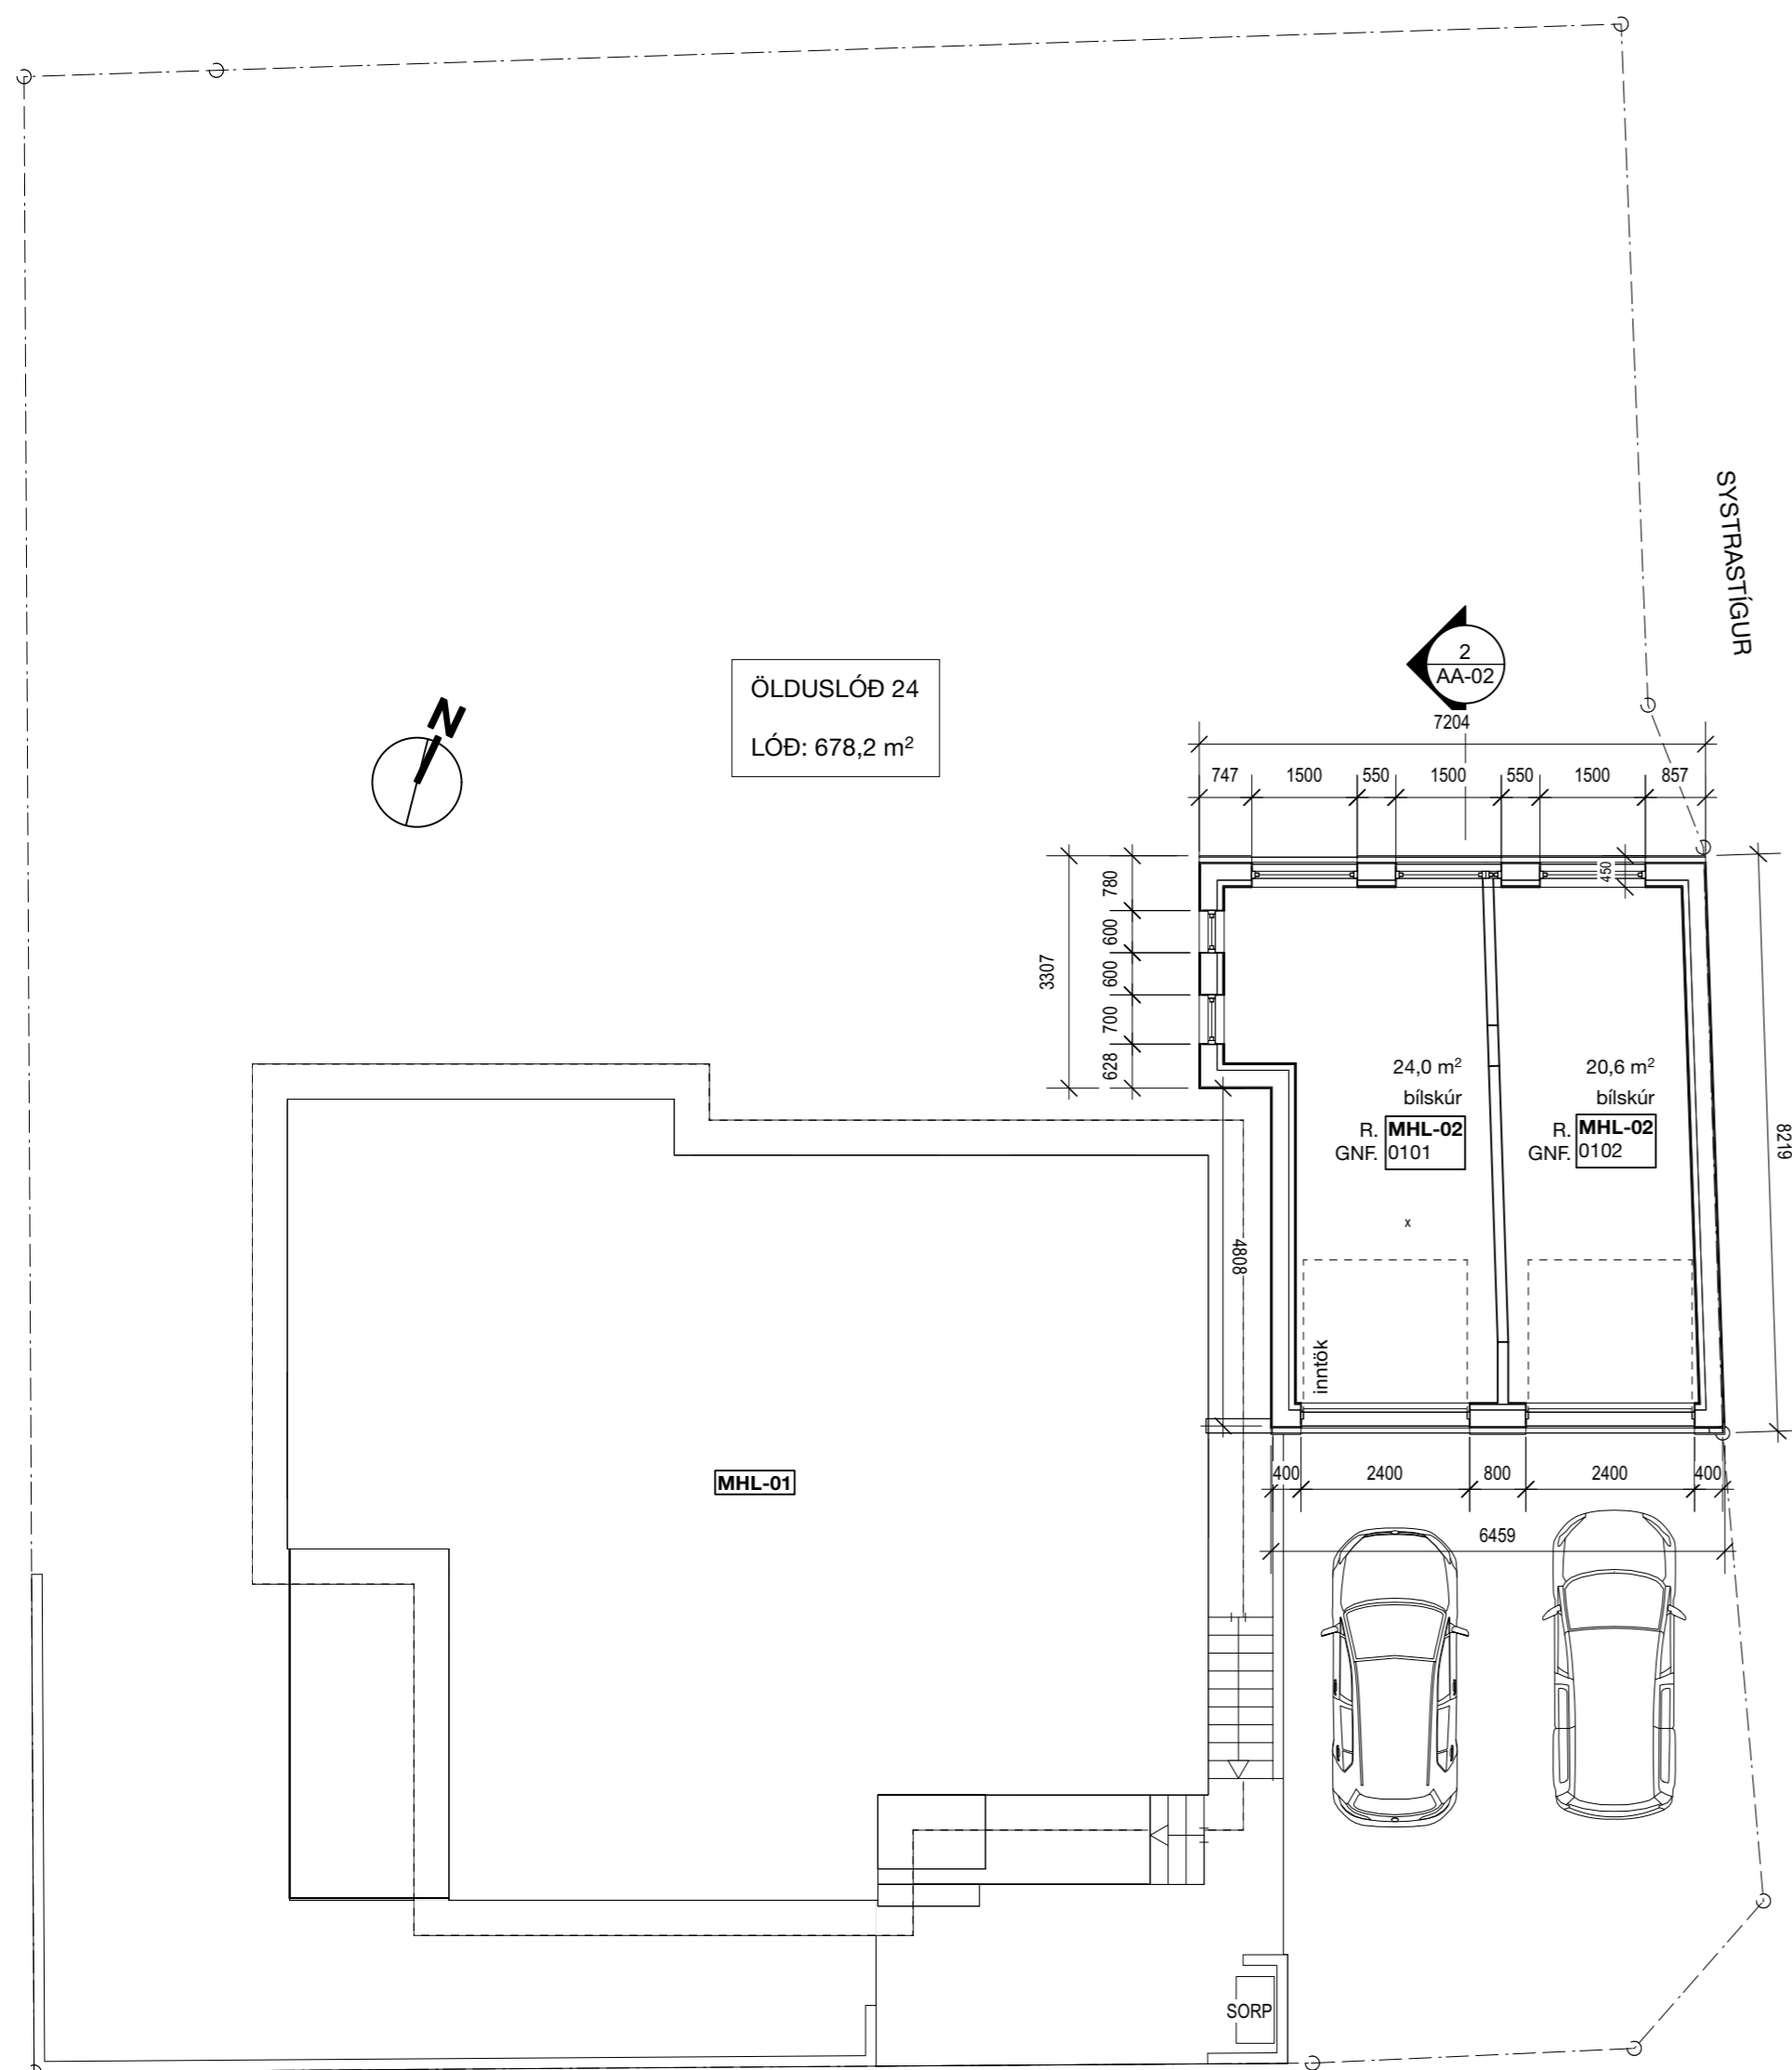 SYSTRASTÍGUR
ÖLDUSLÓÐ 24
LÓÐ: 678,2 m²
N
2
AA-02
7204
747 1500 550 1500 550 1500 857
450
780
600
600
700
628
3307
4808
8219
24,0 m²
bílskúr
R. MHL-02
GNF. 0101
20,6 m²
bílskúr
R. MHL-02
GNF. 0102
x
inntök
400 2400 800 2400 400
6459
MHL-01
SORP